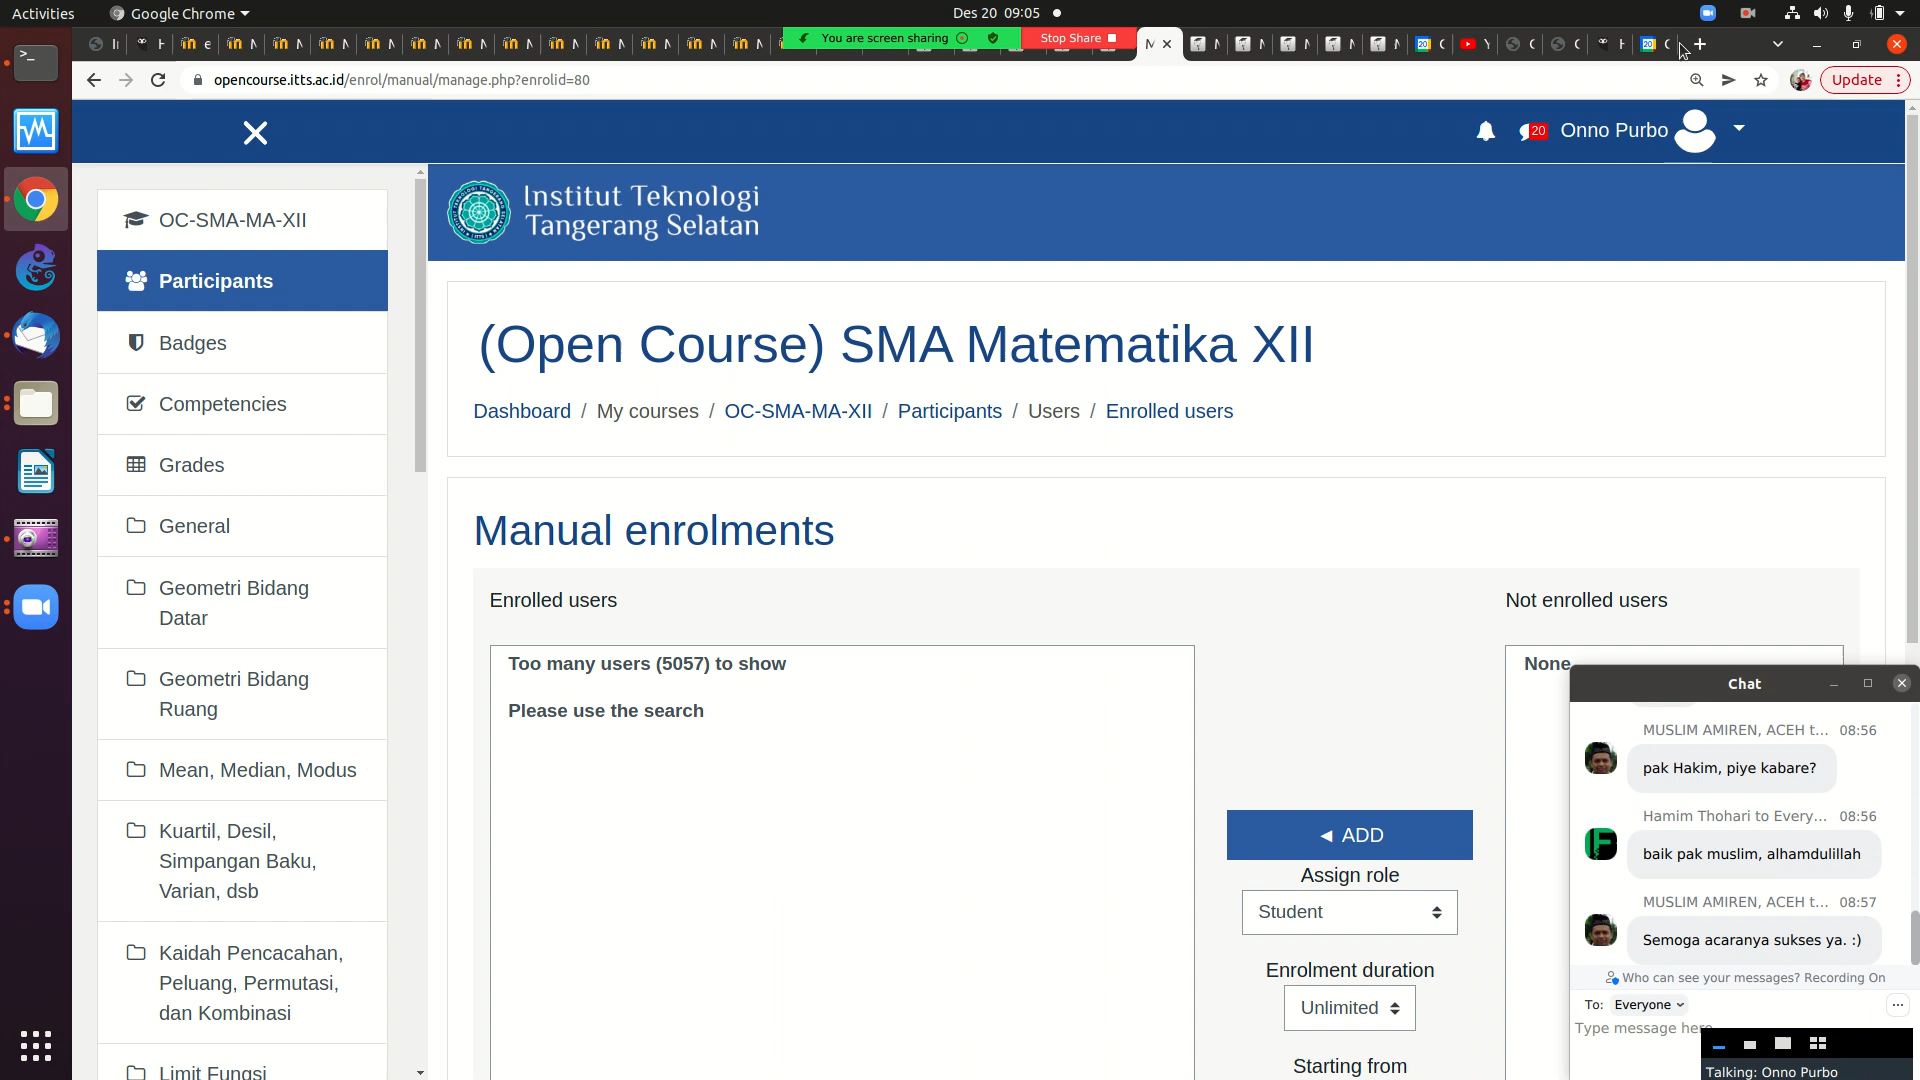 Activities
Google Chrome
Des 20 09:05
You are screen sharing
Stop Share
opencourse.itts.ac.id/enrol/manual/manage.php?enrolid=80
Update
20
Onno Purbo
OC-SMA-MA-XII
Participants
Badges
Competencies
Grades
General
Geometri Bidang
Datar
Geometri Bidang
Ruang
Mean, Median, Modus
Kuartil, Desil,
Simpangan Baku,
Varian, dsb
Kaidah Pencacahan,
Peluang, Permutasi,
dan Kombinasi
Limit Fungsi
Institut Teknologi
Tangerang Selatan
(Open Course) SMA Matematika XII
Dashboard / My courses / OC-SMA-MA-XII / Participants / Users / Enrolled users
Manual enrolments
Enrolled users
Too many users (5057) to show
Please use the search
◄ ADD
Assign role
Student
Enrolment duration
Unlimited
Starting from
Not enrolled users
None
Chat
MUSLIM AMIREN, ACEH t... 08:56
pak Hakim, piye kabare?
Hamim Thohari to Every... 08:56
baik pak muslim, alhamdulillah
MUSLIM AMIREN, ACEH t... 08:57
Semoga acaranya sukses ya. :)
Who can see your messages? Recording On
To: Everyone
Type message here
Talking: Onno Purbo